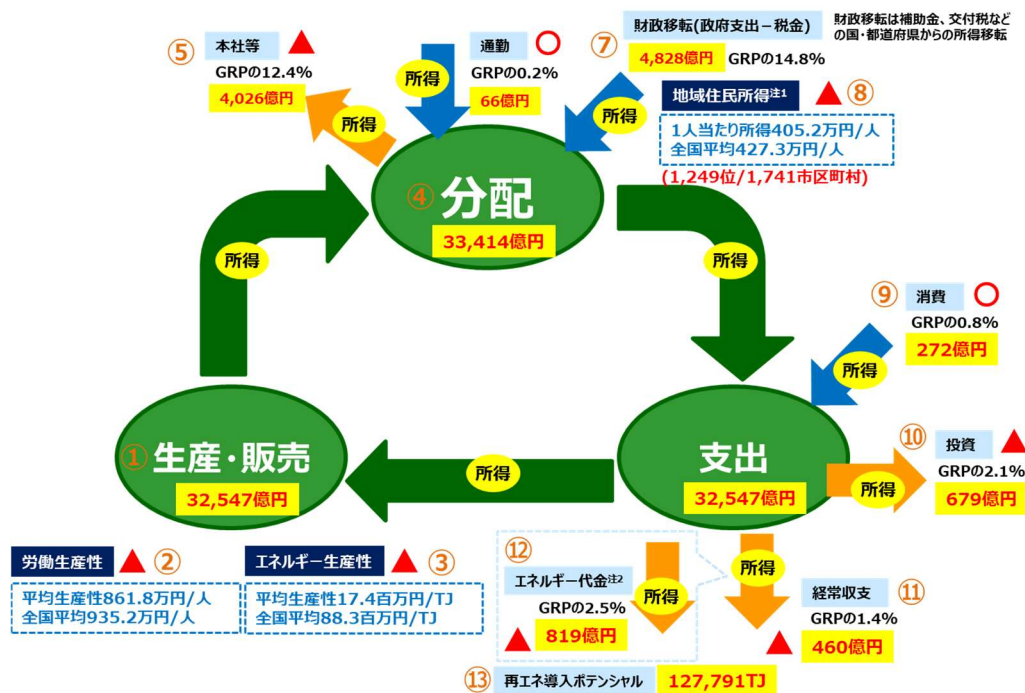 ⑤
本社等 ▲
GRPの12.4%
4,026億円
所得
通勤 ○
GRPの0.2%
66億円
所得
⑦
財政移転(政府支出－税金)
4,828億円 GRPの14.8%
所得
財政移転は補助金、交付税など
の国・都道府県からの所得移転
地域住民所得注1 ▲ ⑧
1人当たり所得405.2万円/人
全国平均427.3万円/人
(1,249位/1,741市区町村)
④ 分配
33,414億円
所得
所得
⑨ 消費 ○
GRPの0.8%
272億円
所得
① 生産・販売
32,547億円
所得
支出
32,547億円
⑩ 投資 ▲
GRPの2.1%
679億円
所得
労働生産性 ▲ ②
平均生産性861.8万円/人
全国平均935.2万円/人
エネルギー生産性 ▲ ③
平均生産性17.4百万円/TJ
全国平均88.3百万円/TJ
⑫
エネルギー代金注2
GRPの2.5%
▲ 819億円
所得
所得
経常収支 ⑪
GRPの1.4%
▲ 460億円
⑬ 再エネ導入ポテンシャル 127,791TJ